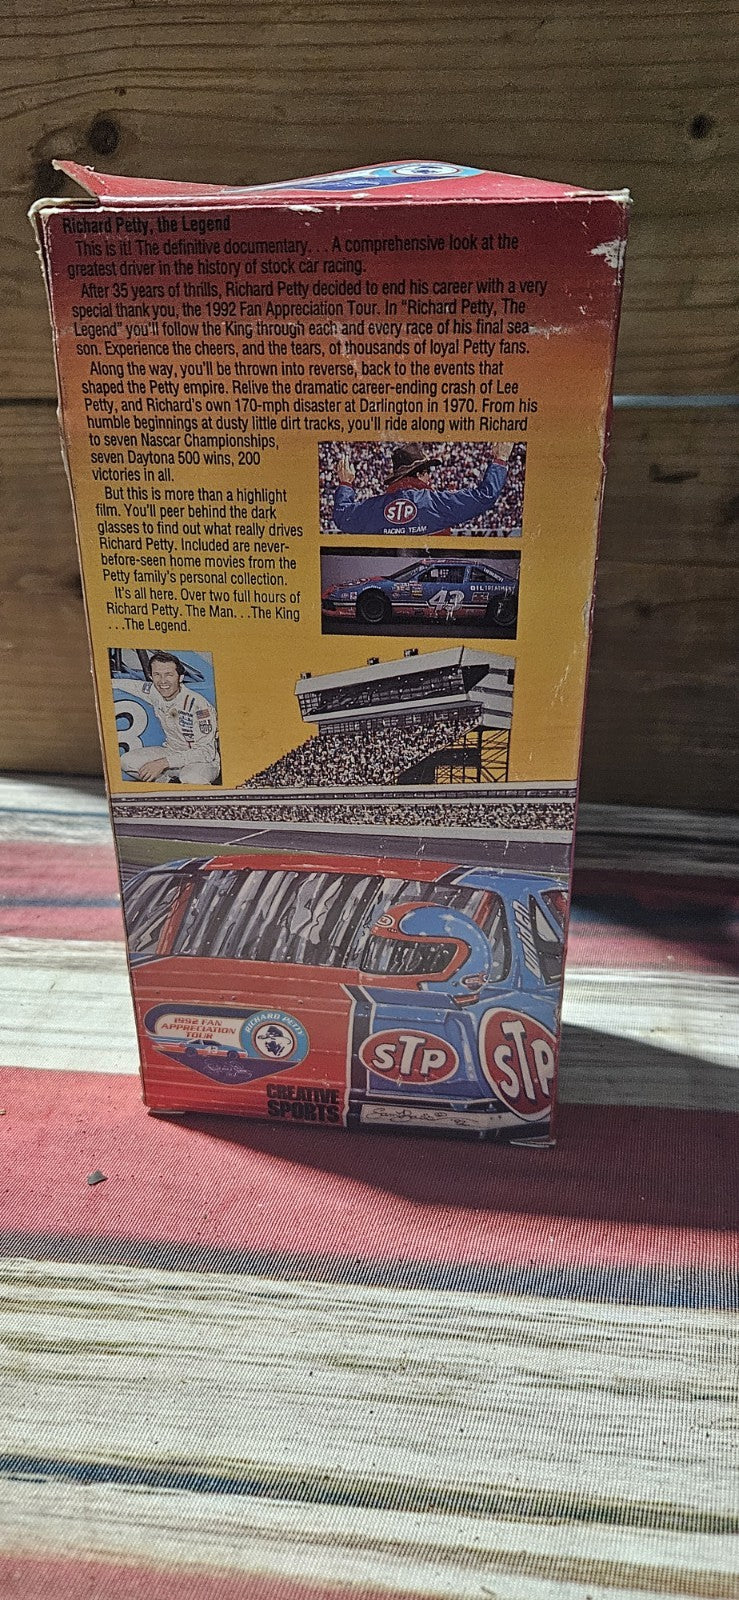 Richard Petty, the Legend
This is it! The definitive documentary. . . A comprehensive look at the
greatest driver in the history of stock car racing.
After 35 years of thrills, Richard Petty decided to end his career with a very
special thank you, the 1992 Fan Appreciation Tour. In "Richard Petty, The
Legend" you'll follow the King through each and every race of his final sea-
son. Experience the cheers, and the tears, of thousands of loyal Petty fans.
Along the way, you'll be thrown into reverse, back to the events that
shaped the Petty empire. Relive the dramatic career-ending crash of Lee
Petty, and Richard's own 170-mph disaster at Darlington in 1970. From his
humble beginnings at dusty little dirt tracks, you'll ride along with Richard
to seven Nascar Championships,
seven Daytona 500 wins, 200
victories in all.
But this is more than a highlight
film. You'll peer behind the dark
glasses to find out what really drives
Richard Petty. Included are never-
before-seen home movies from the
Petty family's personal collection.
It's all here. Over two full hours of
Richard Petty. The Man. . .The King
. . .The Legend.
STP
RACING TEAM
43
OIL TREATMENT
3
1992 FAN
APPRECIATION
TOUR
RICHARD PETTY
43
STP
STP
CREATIVE
SPORTS